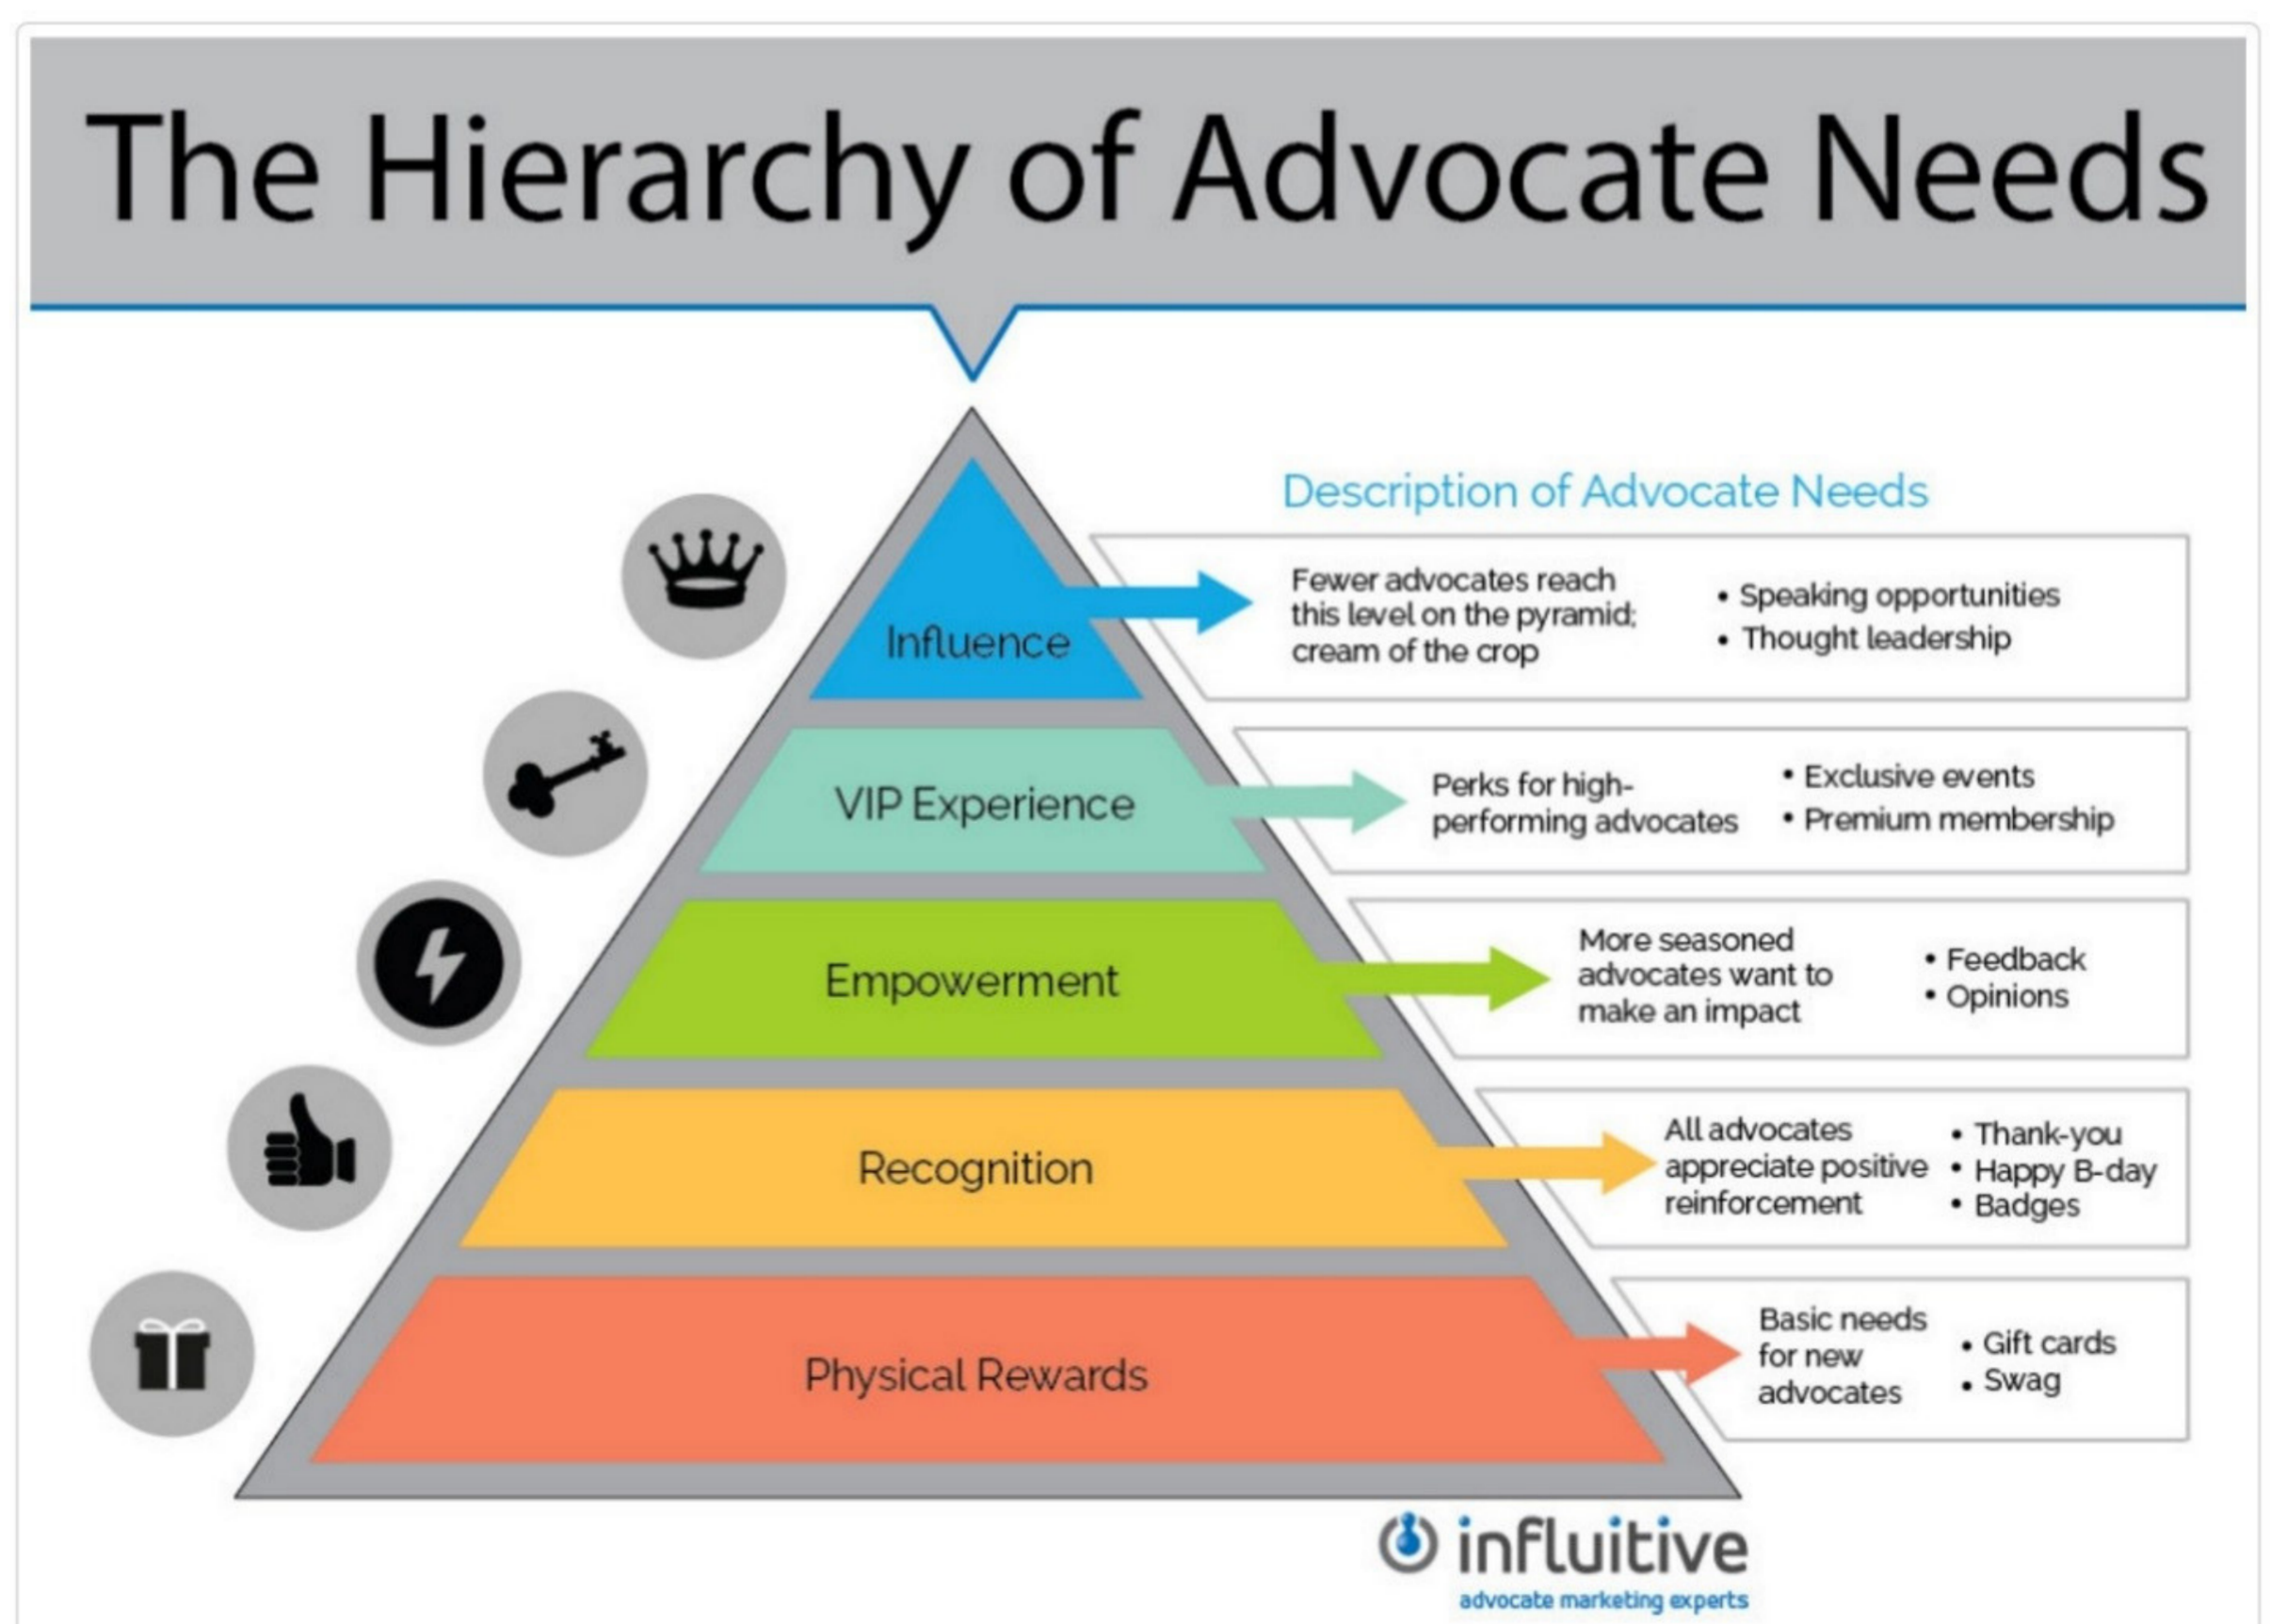 The Hierarchy of Advocate Needs
Description of Advocate Needs
Influence
Fewer advocates reach
this level on the pyramid;
cream of the crop
• Speaking opportunities
• Thought leadership
VIP Experience
Perks for high-
performing advocates
• Exclusive events
• Premium membership
Empowerment
More seasoned
advocates want to
make an impact
• Feedback
• Opinions
Recognition
All advocates
appreciate positive
reinforcement
• Thank-you
• Happy B-day
• Badges
Physical Rewards
Basic needs
for new
advocates
• Gift cards
• Swag
influitive
advocate marketing experts